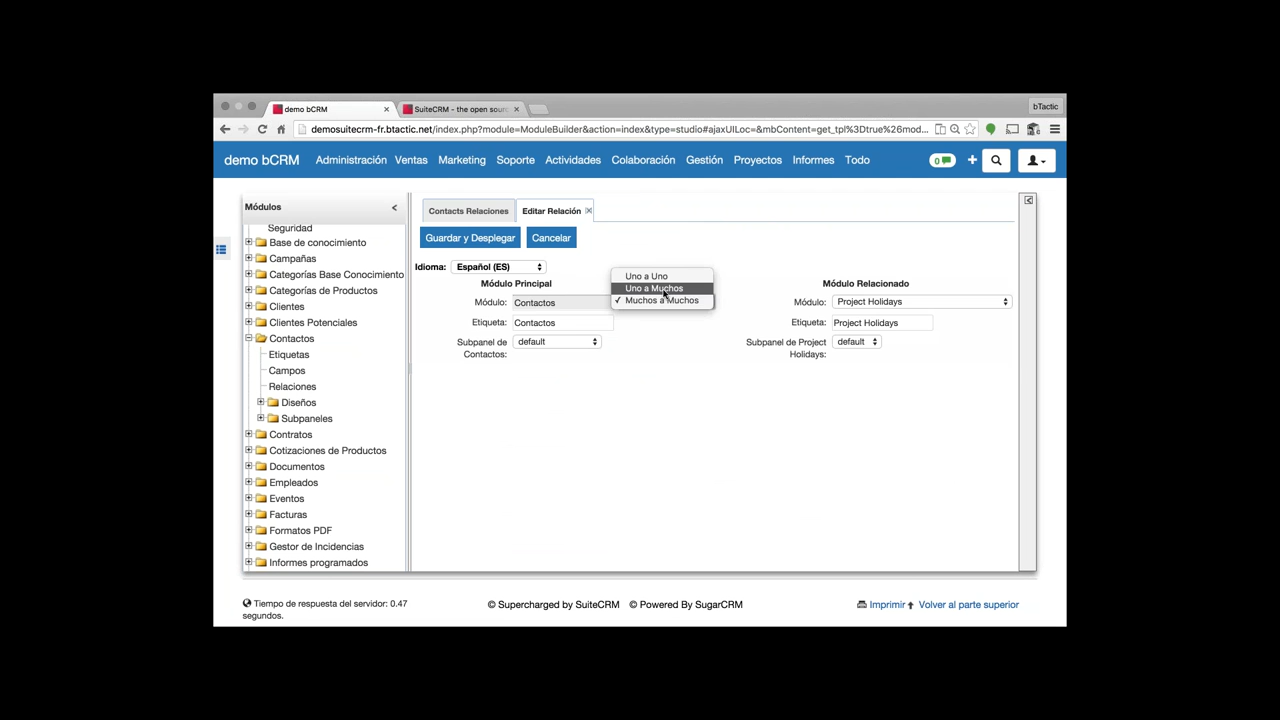 demo bCRM
SuiteCRM - the open sour
bTactic
demosuitecrm-fr.btactic.net/index.php?module=ModuleBuilder&action=index&type=studio#ajaxUILoc=&mbContent=get_tpl%3Dtrue%26mod...
demo bCRM Administración Ventas Marketing Soporte Actividades Colaboración Gestión Proyectos Informes Todo 0
Módulos
Seguridad
Base de conocimiento
Campañas
Categorías Base Conocimiento
Categorías de Productos
Clientes
Clientes Potenciales
Contactos
Etiquetas
Campos
Relaciones
Diseños
Subpaneles
Contratos
Cotizaciones de Productos
Documentos
Empleados
Eventos
Facturas
Formatos PDF
Gestor de Incidencias
Informes programados
Contacts Relaciones
Editar Relación
Guardar y Desplegar
Cancelar
Idioma: Español (ES)
Módulo Principal
Módulo: Contactos
Etiqueta: Contactos
Subpanel de Contactos: default
Uno a Uno
Uno a Muchos
✓ Muchos a Muchos
Módulo Relacionado
Módulo: Project Holidays
Etiqueta: Project Holidays
Subpanel de Project Holidays: default
Tiempo de respuesta del servidor: 0.47
segundos.
© Supercharged by SuiteCRM © Powered By SugarCRM
Imprimir Volver al parte superior